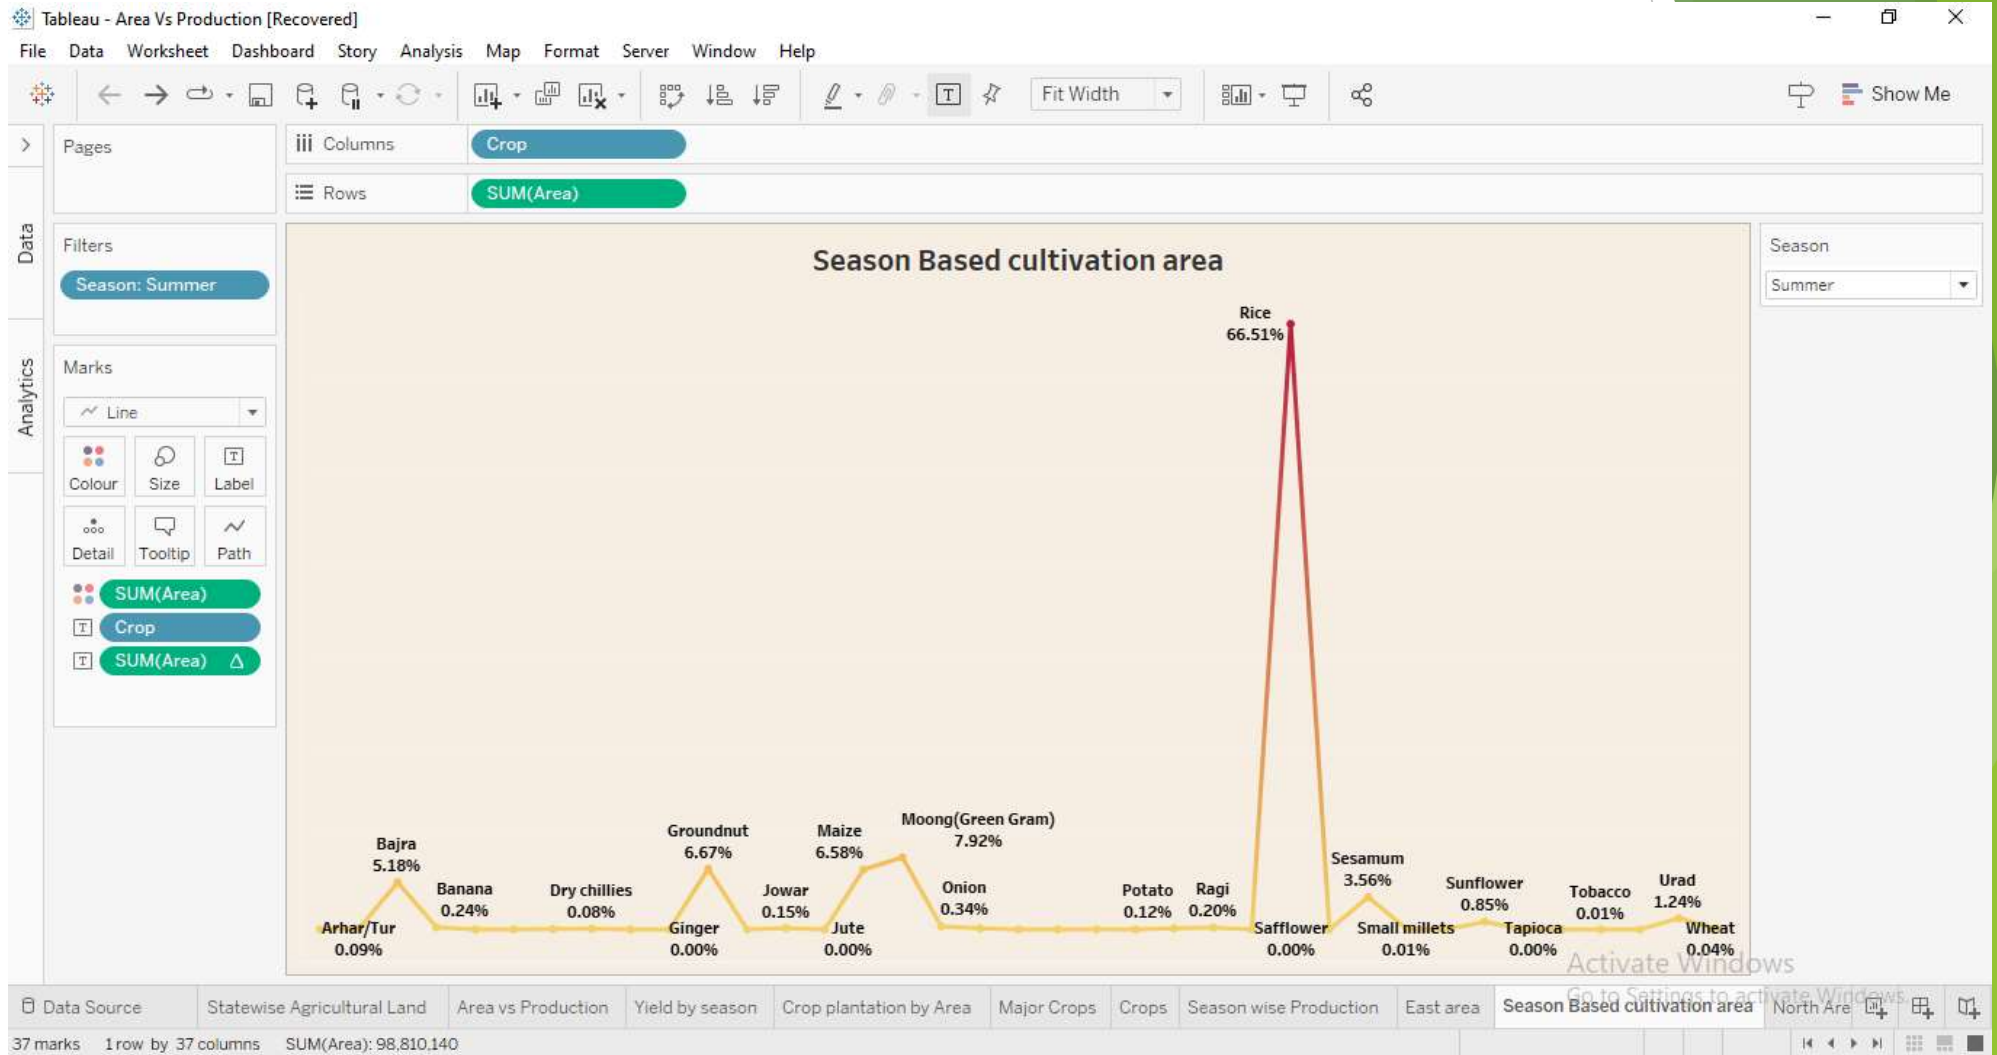 Tableau - Area Vs Production [Recovered]
File Data Worksheet Dashboard Story Analysis Map Format Server Window Help
Fit Width
Show Me
Pages
Columns
Crop
Rows
SUM(Area)
Data
Analytics
Filters
Season: Summer
Marks
Line
Colour Size Label
Detail Tooltip Path
SUM(Area)
Crop
SUM(Area) Δ
Season Based cultivation area
Season
Summer
Rice
66.51%
Bajra
5.18%
Banana
0.24%
Dry chillies
0.08%
Groundnut
6.67%
Jowar
0.15%
Maize
6.58%
Moong(Green Gram)
7.92%
Onion
0.34%
Potato
0.12%
Ragi
0.20%
Sesamum
3.56%
Sunflower
0.85%
Tobacco
0.01%
Urad
1.24%
Arhar/Tur
0.09%
Ginger
0.00%
Jute
0.00%
Safflower
0.00%
Small millets
0.01%
Tapioca
0.00%
Wheat
0.04%
Activate Windows
Go to Settings to activate Windows.
Data Source Statewise Agricultural Land Area vs Production Yield by season Crop plantation by Area Major Crops Crops Season wise Production East area Season Based cultivation area North Are
37 marks 1 row by 37 columns SUM(Area): 98,810,140